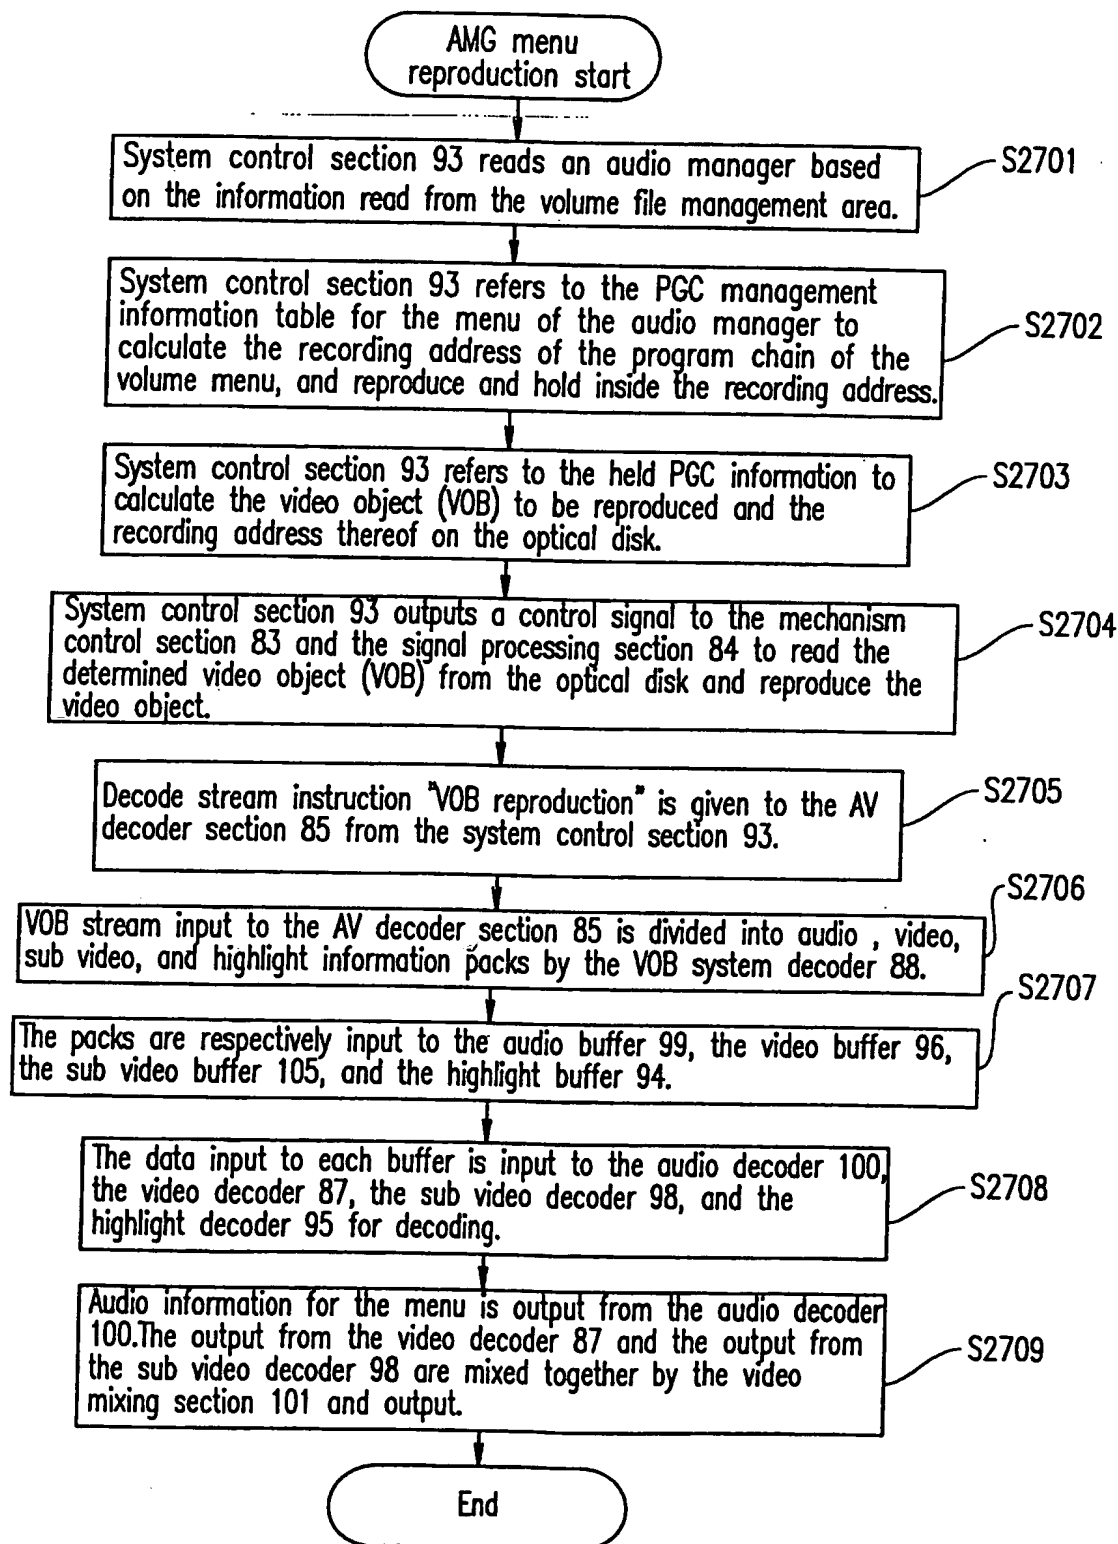 AMG menu
reproduction start
System control section 93 reads an audio manager based
on the information read from the volume file management area.
S2701
System control section 93 refers to the PGC management
information table for the menu of the audio manager to
calculate the recording address of the program chain of the
volume menu, and reproduce and hold inside the recording address.
S2702
System control section 93 refers to the held PGC information to
calculate the video object (VOB) to be reproduced and the
recording address thereof on the optical disk.
S2703
System control section 93 outputs a control signal to the mechanism
control section 83 and the signal processing section 84 to read the
determined video object (VOB) from the optical disk and reproduce the
video object.
S2704
Decode stream instruction "VOB reproduction" is given to the AV
decoder section 85 from the system control section 93.
S2705
VOB stream input to the AV decoder section 85 is divided into audio , video,
sub video, and highlight information packs by the VOB system decoder 88.
S2706
The packs are respectively input to the audio buffer 99, the video buffer 96,
the sub video buffer 105, and the highlight buffer 94.
S2707
The data input to each buffer is input to the audio decoder 100,
the video decoder 87, the sub video decoder 98, and the
highlight decoder 95 for decoding.
S2708
Audio information for the menu is output from the audio decoder
100.The output from the video decoder 87 and the output from
the sub video decoder 98 are mixed together by the video
mixing section 101 and output.
S2709
End